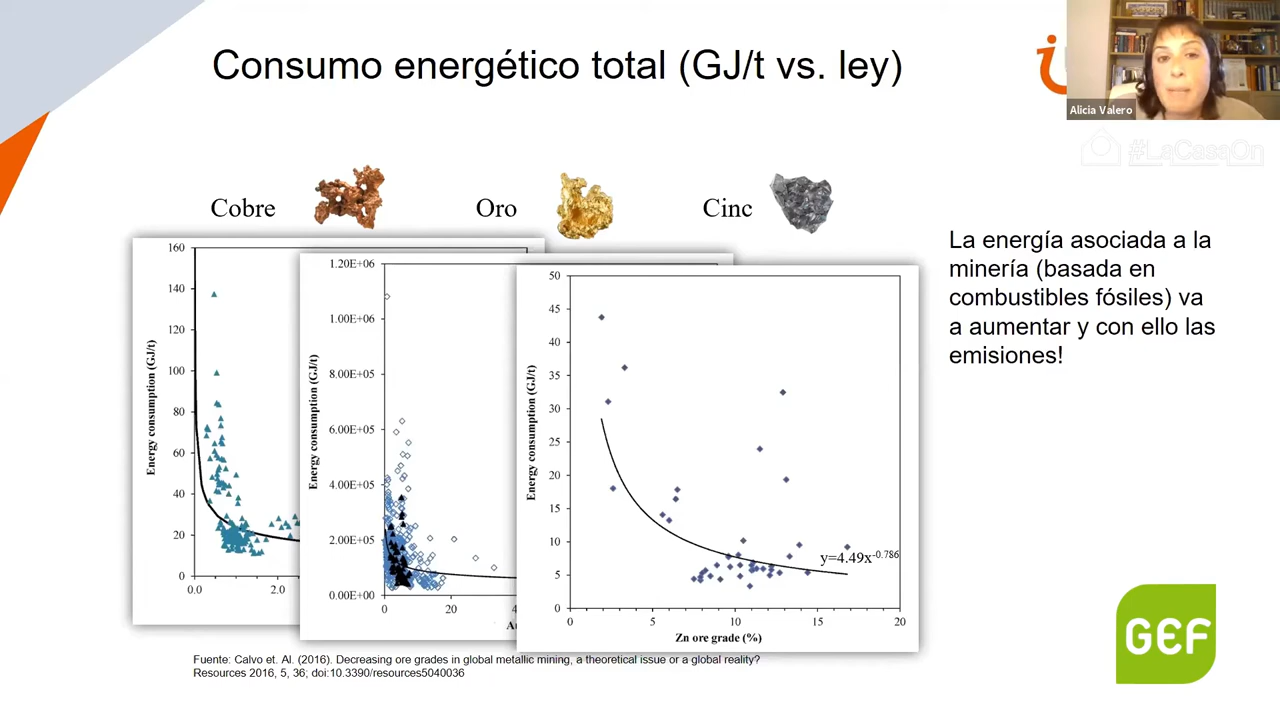 Consumo energético total (GJ/t vs. ley)
Alicia Valero
#LaCasaOn
Cobre
Oro
Cinc
La energía asociada a la
minería (basada en
combustibles fósiles) va
a aumentar y con ello las
emisiones!
Energy consumption (GJ/t)
160
140
120
100
80
60
40
20
0
0.0
2.0
Energy consumption (GJ/t)
1.20E+06
1.00E+06
8.00E+05
6.00E+05
4.00E+05
2.00E+05
0.00E+00
0
20
4
Au
Energy consumption (GJ/t)
50
45
40
35
30
25
20
15
10
5
0
0
5
10
15
20
y=4.49x-0.786
Zn ore grade (%)
Fuente: Calvo et. Al. (2016). Decreasing ore grades in global metallic mining, a theoretical issue or a global reality?
Resources 2016, 5, 36; doi:10.3390/resources5040036
GEF